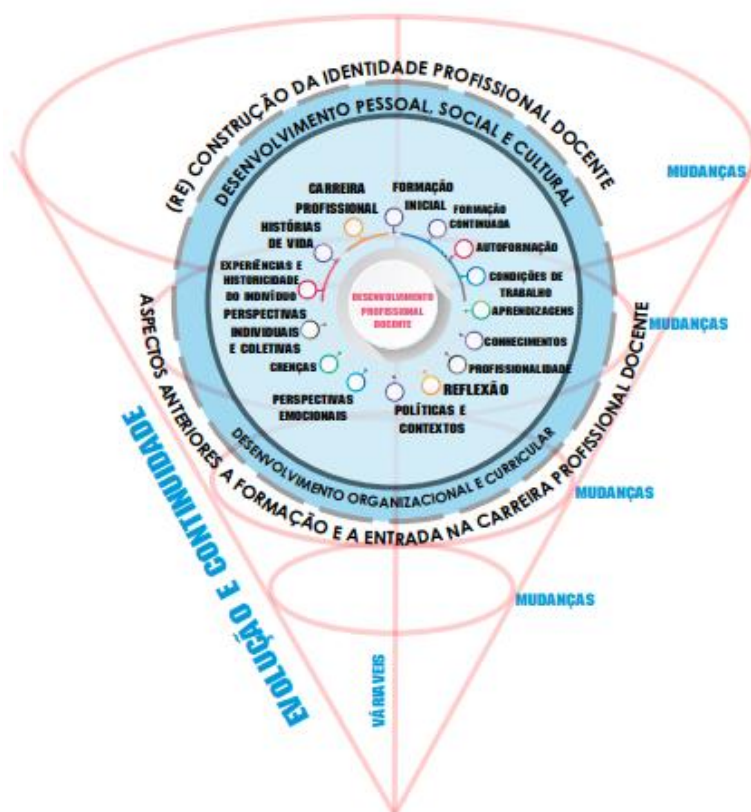 (RE) CONSTRUÇÃO DA IDENTIDADE PROFISSIONAL DOCENTE
DESENVOLVIMENTO PESSOAL, SOCIAL E CULTURAL
MUDANÇAS
CARREIRA
PROFISSIONAL
FORMAÇÃO
INICIAL
FORMAÇÃO
CONTINUADA
HISTÓRIAS
DE VIDA
AUTOFORMAÇÃO
EXPERIÊNCIAS E
HISTORICIDADE
DO INDIVÍDUO
CONDIÇÕES DE
TRABALHO
DESENVOLVIMENTO
PROFISSIONAL
DOCENTE
APRENDIZAGENS
PERSPECTIVAS
INDIVIDUAIS
E COLETIVAS
MUDANÇAS
CONHECIMENTOS
CRENÇAS
PROFISSIONALIDADE
PERSPECTIVAS
EMOCIONAIS
REFLEXÃO
POLÍTICAS E
CONTEXTOS
DESENVOLVIMENTO ORGANIZACIONAL E CURRICULAR
ASPECTOS ANTERIORES A FORMAÇÃO E A ENTRADA NA CARREIRA PROFISSIONAL DOCENTE
MUDANÇAS
EVOLUÇÃO E CONTINUIDADE
MUDANÇAS
VÁRIAVEIS